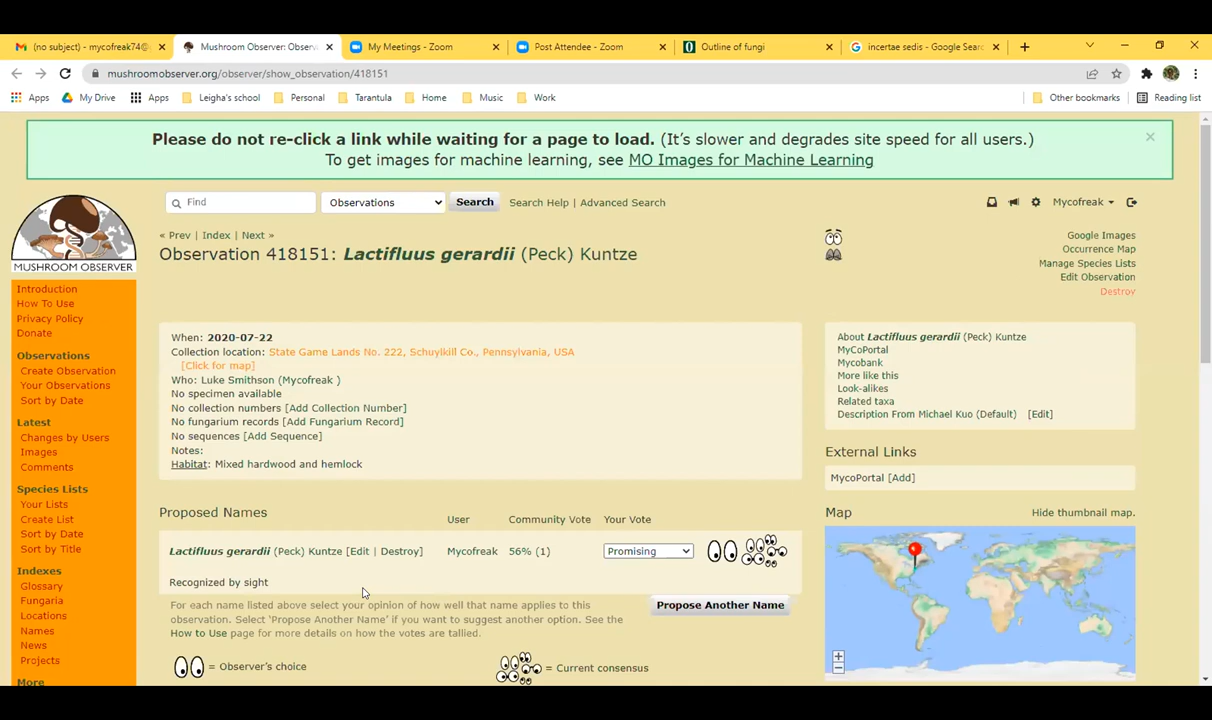 (no subject) - mycofreak74@
Mushroom Observer: Observ
My Meetings - Zoom
Post Attendee - Zoom
Outline of fungi
incertae sedis - Google Sear
mushroomobserver.org/observer/show_observation/418151
Apps
My Drive
Apps
Leigha's school
Personal
Tarantula
Home
Music
Work
Other bookmarks
Reading list
Please do not re-click a link while waiting for a page to load. (It's slower and degrades site speed for all users.)
To get images for machine learning, see MO Images for Machine Learning
MUSHROOM OBSERVER
Find
Observations
Search
Search Help | Advanced Search
Mycofreak
« Prev | Index | Next »
Observation 418151: Lactifluus gerardii (Peck) Kuntze
Google Images
Occurrence Map
Manage Species Lists
Edit Observation
Destroy
Introduction
How To Use
Privacy Policy
Donate
Observations
Create Observation
Your Observations
Sort by Date
Latest
Changes by Users
Images
Comments
Species Lists
Your Lists
Create List
Sort by Date
Sort by Title
Indexes
Glossary
Fungaria
Locations
Names
News
Projects
More
When: 2020-07-22
Collection location: State Game Lands No. 222, Schuylkill Co., Pennsylvania, USA
[Click for map]
Who: Luke Smithson (Mycofreak )
No specimen available
No collection numbers [Add Collection Number]
No fungarium records [Add Fungarium Record]
No sequences [Add Sequence]
Notes:
Habitat: Mixed hardwood and hemlock
About Lactifluus gerardii (Peck) Kuntze
MyCoPortal
Mycobank
More like this
Look-alikes
Related taxa
Description From Michael Kuo (Default) [Edit]
External Links
MycoPortal [Add]
Map
Hide thumbnail map.
Proposed Names
User
Community Vote
Your Vote
Lactifluus gerardii (Peck) Kuntze [Edit | Destroy]
Mycofreak
56% (1)
Promising
Recognized by sight
For each name listed above select your opinion of how well that name applies to this
observation. Select 'Propose Another Name' if you want to suggest another option. See the
How to Use page for more details on how the votes are tallied.
Propose Another Name
= Observer's choice
= Current consensus